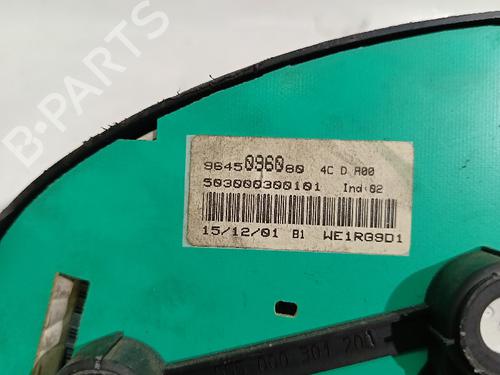 9645096080 4C D A00
503000300101 Ind 02
15/12/01 B1 WE1RG9D1
B-PARTS